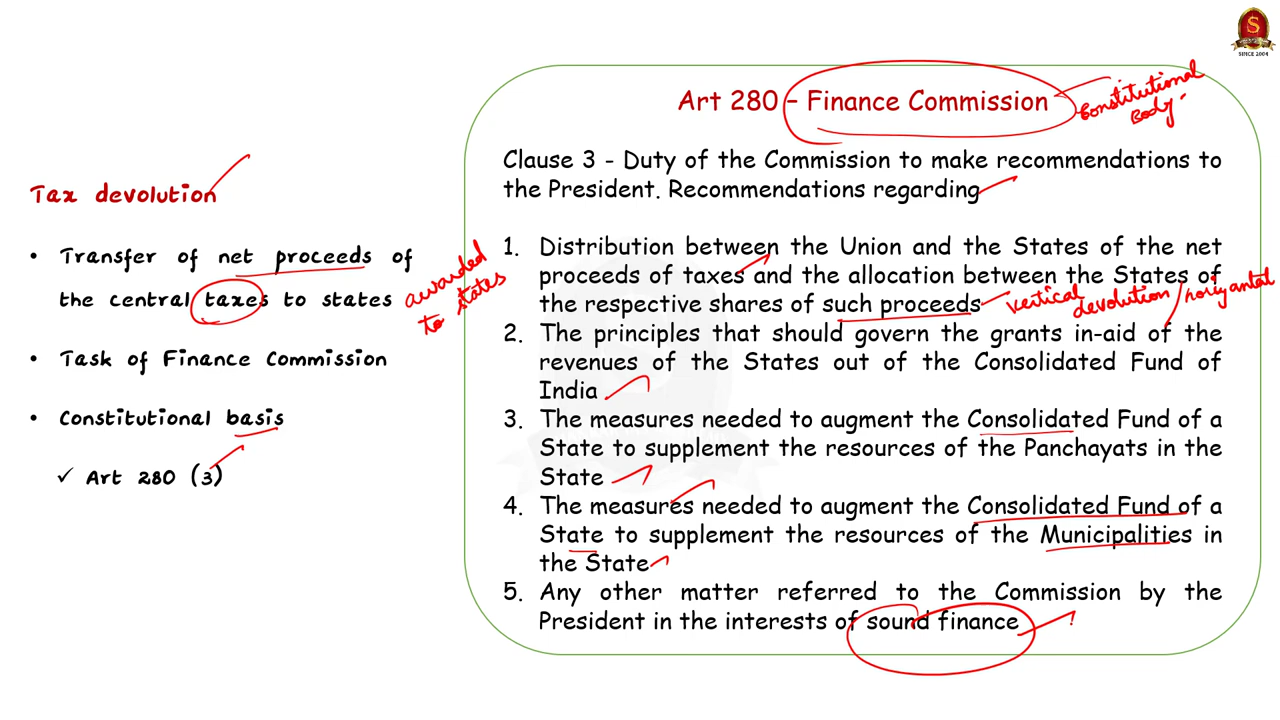 S
SINCE 2004
Art 280 – Finance Commission
Constitutional
Body
Clause 3 - Duty of the Commission to make recommendations to
the President. Recommendations regarding
Tax devolution
• Transfer of net proceeds of
the central taxes to states
awarded
to states
• Task of Finance Commission
• Constitutional basis
✓ Art 280 (3)
1. Distribution between the Union and the States of the net
proceeds of taxes and the allocation between the States of
the respective shares of such proceeds
vertical
devolution / horizontal
2. The principles that should govern the grants in-aid of the
revenues of the States out of the Consolidated Fund of
India
3. The measures needed to augment the Consolidated Fund of a
State to supplement the resources of the Panchayats in the
State
4. The measures needed to augment the Consolidated Fund of a
State to supplement the resources of the Municipalities in
the State
5. Any other matter referred to the Commission by the
President in the interests of sound finance